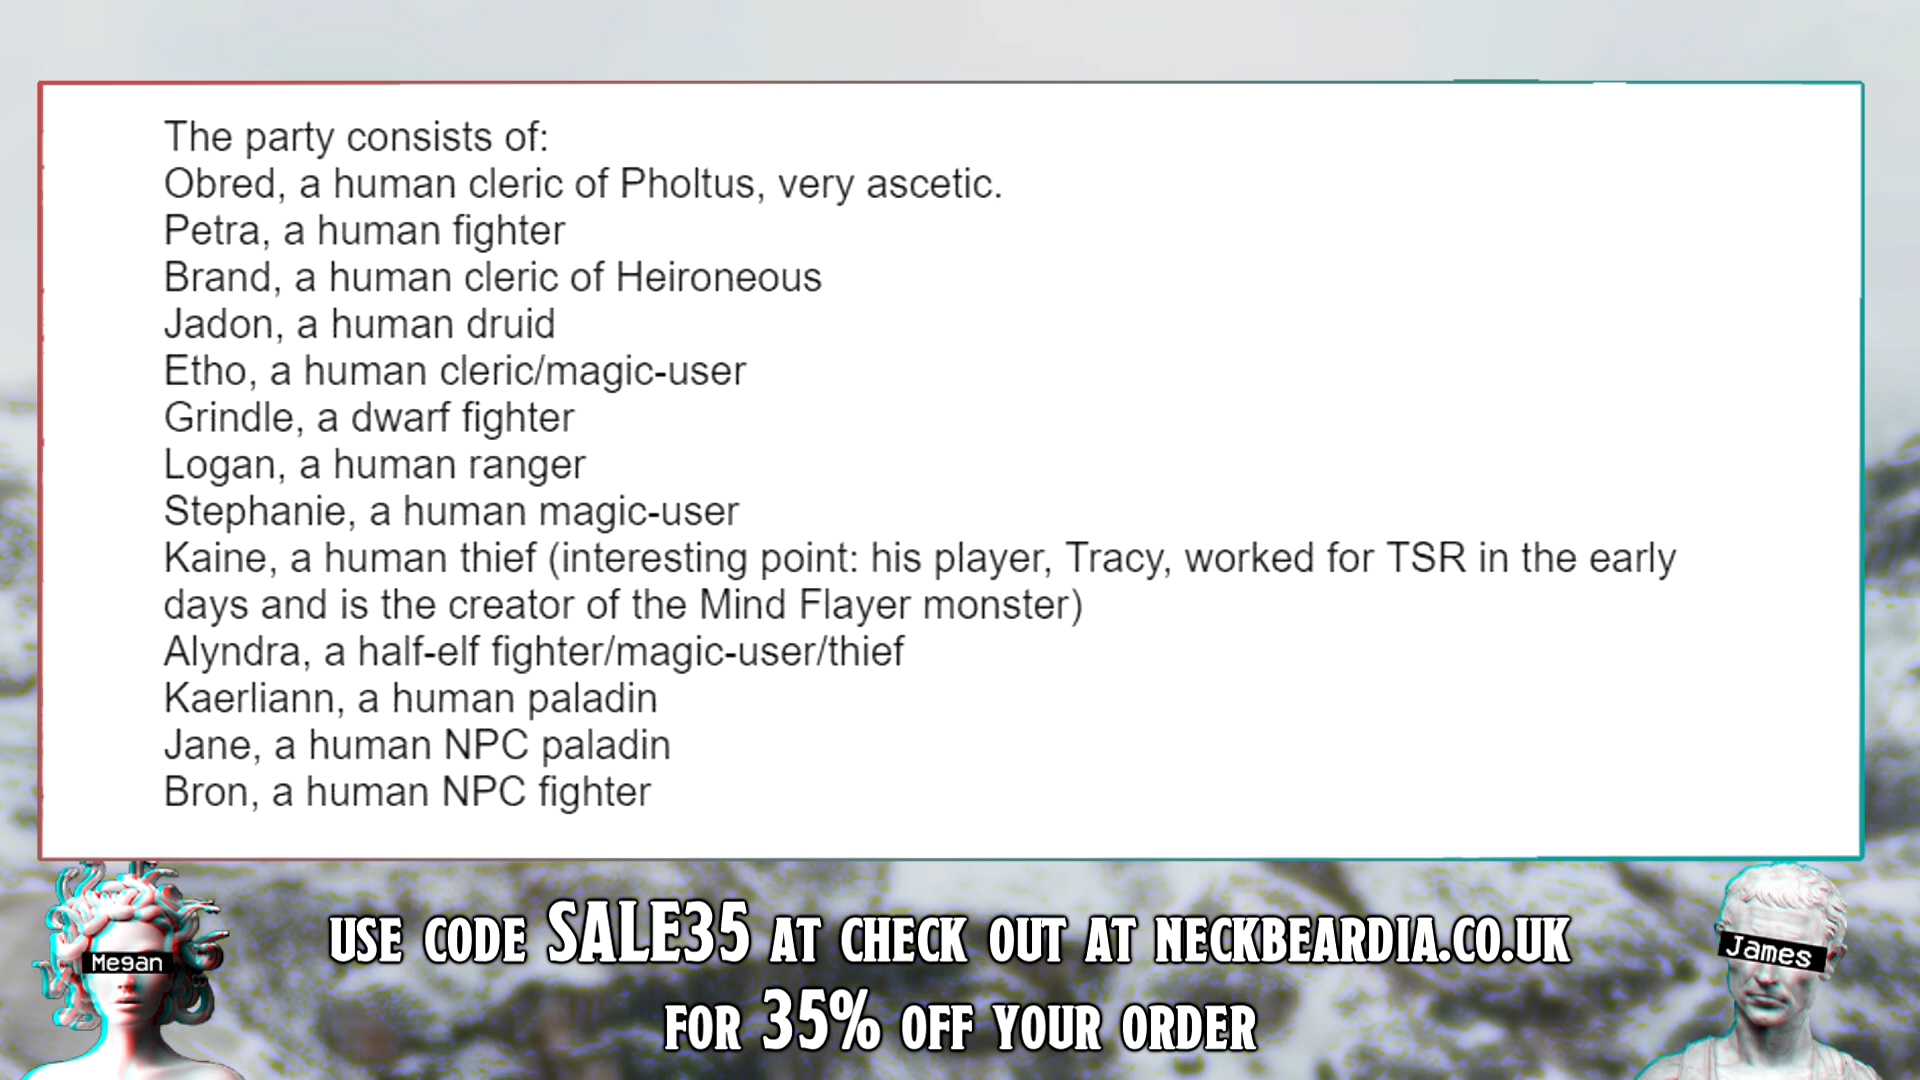 The party consists of:
Obred, a human cleric of Pholtus, very ascetic.
Petra, a human fighter
Brand, a human cleric of Heironeous
Jadon, a human druid
Etho, a human cleric/magic-user
Grindle, a dwarf fighter
Logan, a human ranger
Stephanie, a human magic-user
Kaine, a human thief (interesting point: his player, Tracy, worked for TSR in the early
days and is the creator of the Mind Flayer monster)
Alyndra, a half-elf fighter/magic-user/thief
Kaerliann, a human paladin
Jane, a human NPC paladin
Bron, a human NPC fighter
Megan
USE CODE SALE35 AT CHECK OUT AT NECKBEARDIA.CO.UK
FOR 35% OFF YOUR ORDER
James